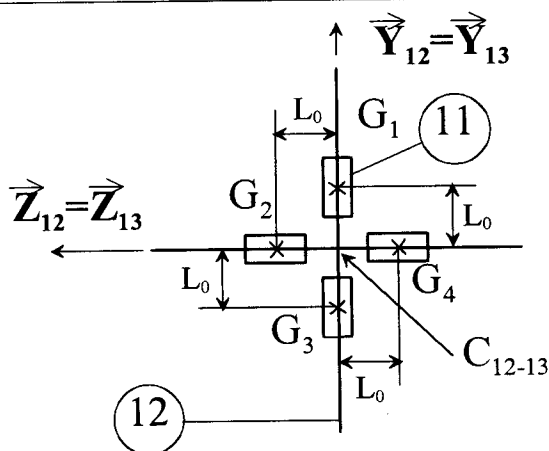 Y⃗₁₂=Y⃗₁₃
L₀
G₁
11
G₂
Z⃗₁₂=Z⃗₁₃
L₀
L₀
G₄
G₃
C₁₂₋₁₃
L₀
12